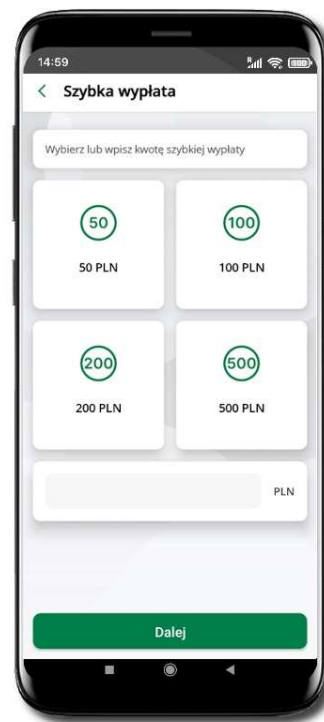 14:59
Szybka wypłata
Wybierz lub wpisz kwotę szybkiej wypłaty
50
100
50 PLN
100 PLN
200
500
200 PLN
500 PLN
PLN
Dalej